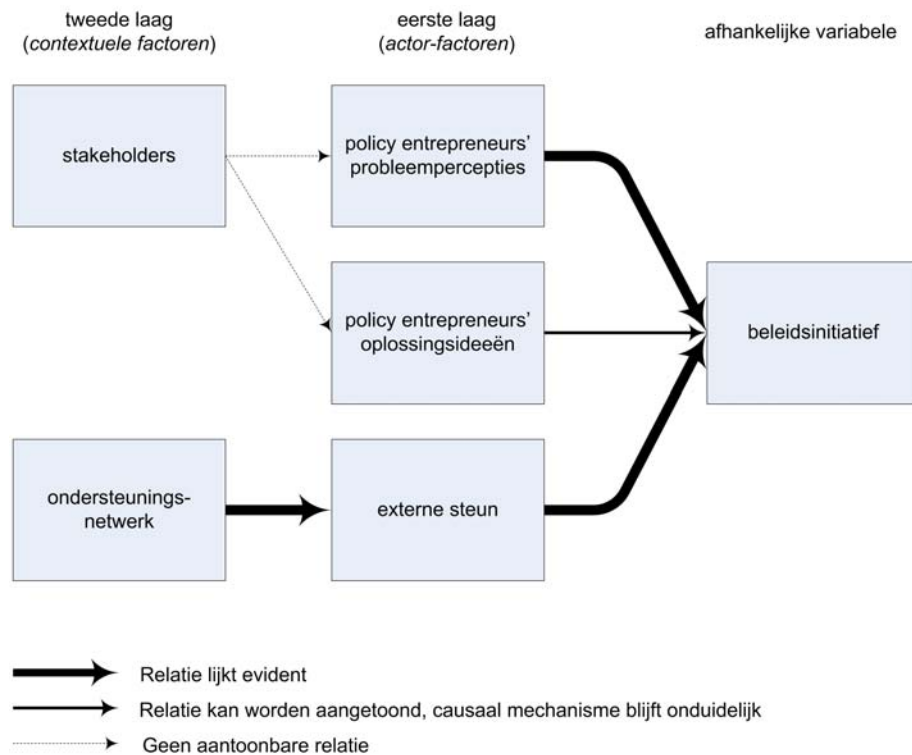 tweede laag
(contextuele factoren)
eerste laag
(actor-factoren)
afhankelijke variabele
stakeholders
policy entrepreneurs'
probleempercepties
policy entrepreneurs'
oplossingsideeën
beleidsinitiatief
ondersteunings-
netwerk
externe steun
Relatie lijkt evident
Relatie kan worden aangetoond, causaal mechanisme blijft onduidelijk
Geen aantoonbare relatie